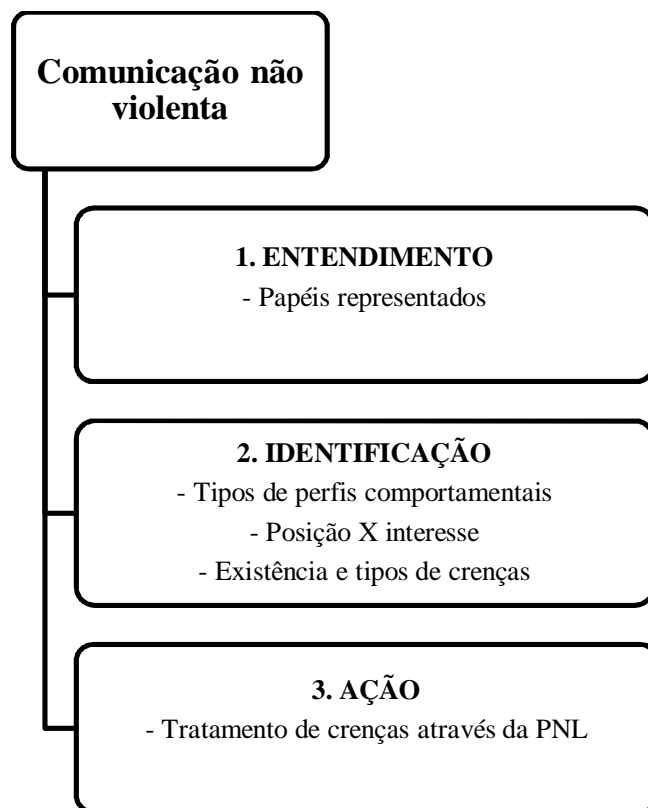 Comunicação não
violenta
1. ENTENDIMENTO
- Papéis representados
2. IDENTIFICAÇÃO
- Tipos de perfis comportamentais
- Posição X interesse
- Existência e tipos de crenças
3. AÇÃO
- Tratamento de crenças através da PNL